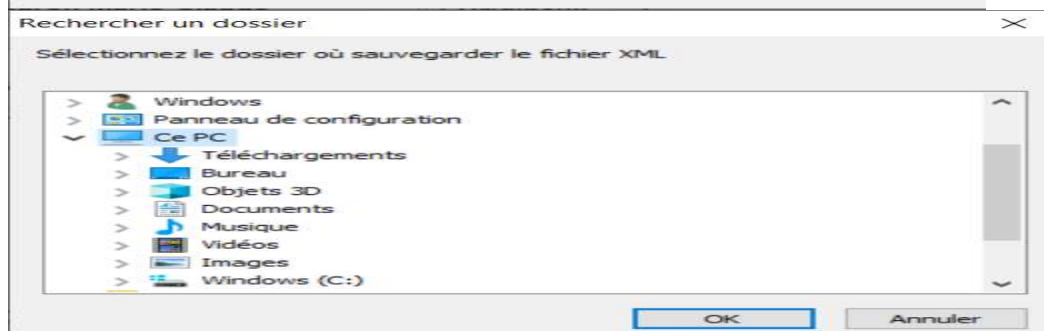 Rechercher un dossier
Sélectionnez le dossier où sauvegarder le fichier XML
Windows
Panneau de configuration
Ce PC
Téléchargements
Bureau
Objets 3D
Documents
Musique
Vidéos
Images
Windows (C:)
OK Annuler